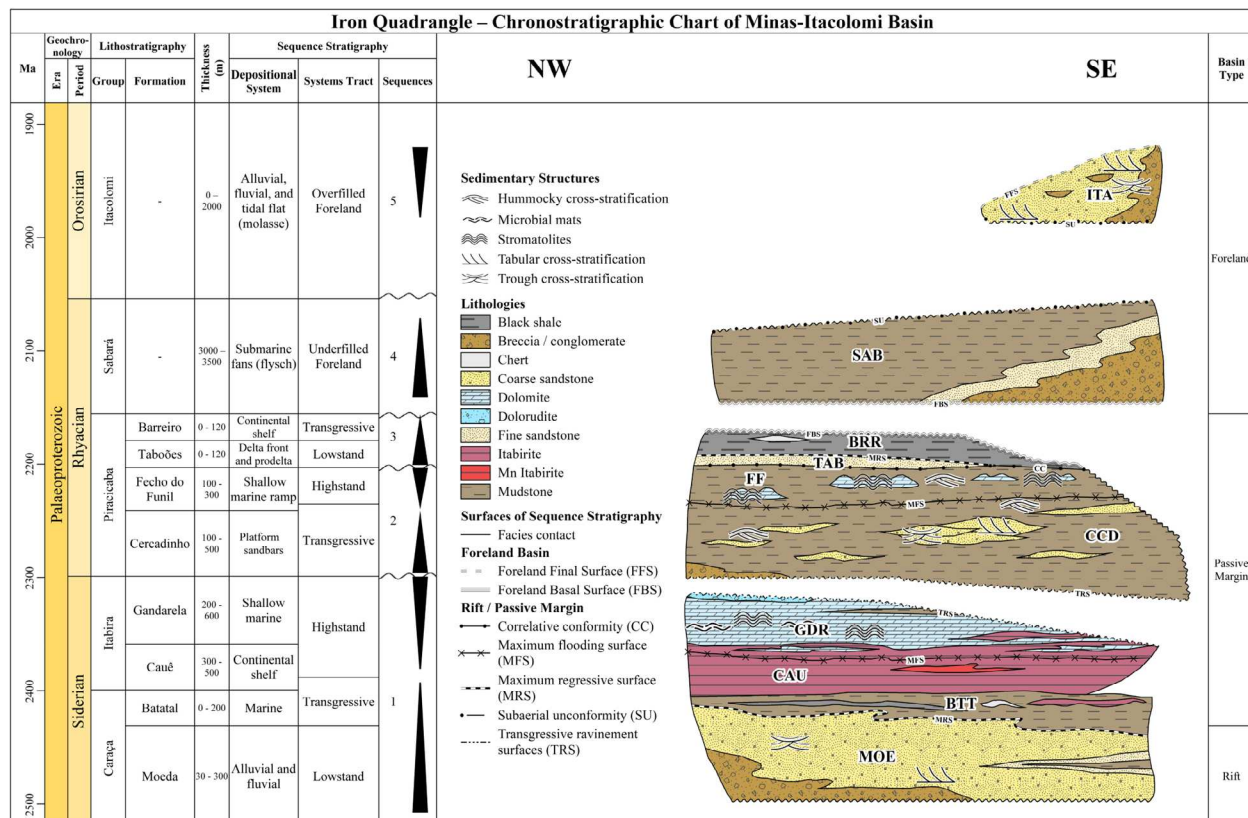 Iron Quadrangle – Chronostratigraphic Chart of Minas-Itacolomi Basin
Ma
Geochro-
nology
Era
Period
Lithostratigraphy
Group
Formation
Thickness
(m)
Sequence Stratigraphy
Depositional
System
Systems Tract
Sequences
NW
SE
Basin
Type
1900
2000
2100
2200
2300
2400
2500
Palaeoproterozoic
Orosirian
Rhyacian
Siderian
Itacolomi
-
0 –
2000
Alluvial,
fluvial, and
tidal flat
(molasse)
Overfilled
Foreland
5
Sabará
-
3000 –
3500
Submarine
fans (flysch)
Underfilled
Foreland
4
Piracicaba
Barreiro
0 - 120
Continental
shelf
Transgressive
3
Taboões
0 - 120
Delta front
and prodelta
Lowstand
Fecho do
Funil
100 -
300
Shallow
marine ramp
Highstand
2
Cercadinho
100 -
500
Platform
sandbars
Transgressive
Itabira
Gandarela
200 -
600
Shallow
marine
Highstand
Cauê
300 -
500
Continental
shelf
1
Caraça
Batatal
0 - 200
Marine
Transgressive
Moeda
30 - 300
Alluvial and
fluvial
Lowstand
Sedimentary Structures
Hummocky cross-stratification
Microbial mats
Stromatolites
Tabular cross-stratification
Trough cross-stratification
Lithologies
Black shale
Breccia / conglomerate
Chert
Coarse sandstone
Dolomite
Dolorudite
Fine sandstone
Itabirite
Mn Itabirite
Mudstone
Surfaces of Sequence Stratigraphy
Facies contact
Foreland Basin
Foreland Final Surface (FFS)
Foreland Basal Surface (FBS)
Rift / Passive Margin
Correlative conformity (CC)
Maximum flooding surface
(MFS)
Maximum regressive surface
(MRS)
Subaerial unconformity (SU)
Transgressive ravinement
surfaces (TRS)
FFS
ITA
SU
SU
SAB
FBS
FBS
BRR
MRS
TAB
CC
FF
MFS
CCD
TRS
TRS
GDR
MFS
CAU
BTT
MRS
MOE
Foreland
Passive
Margin
Rift